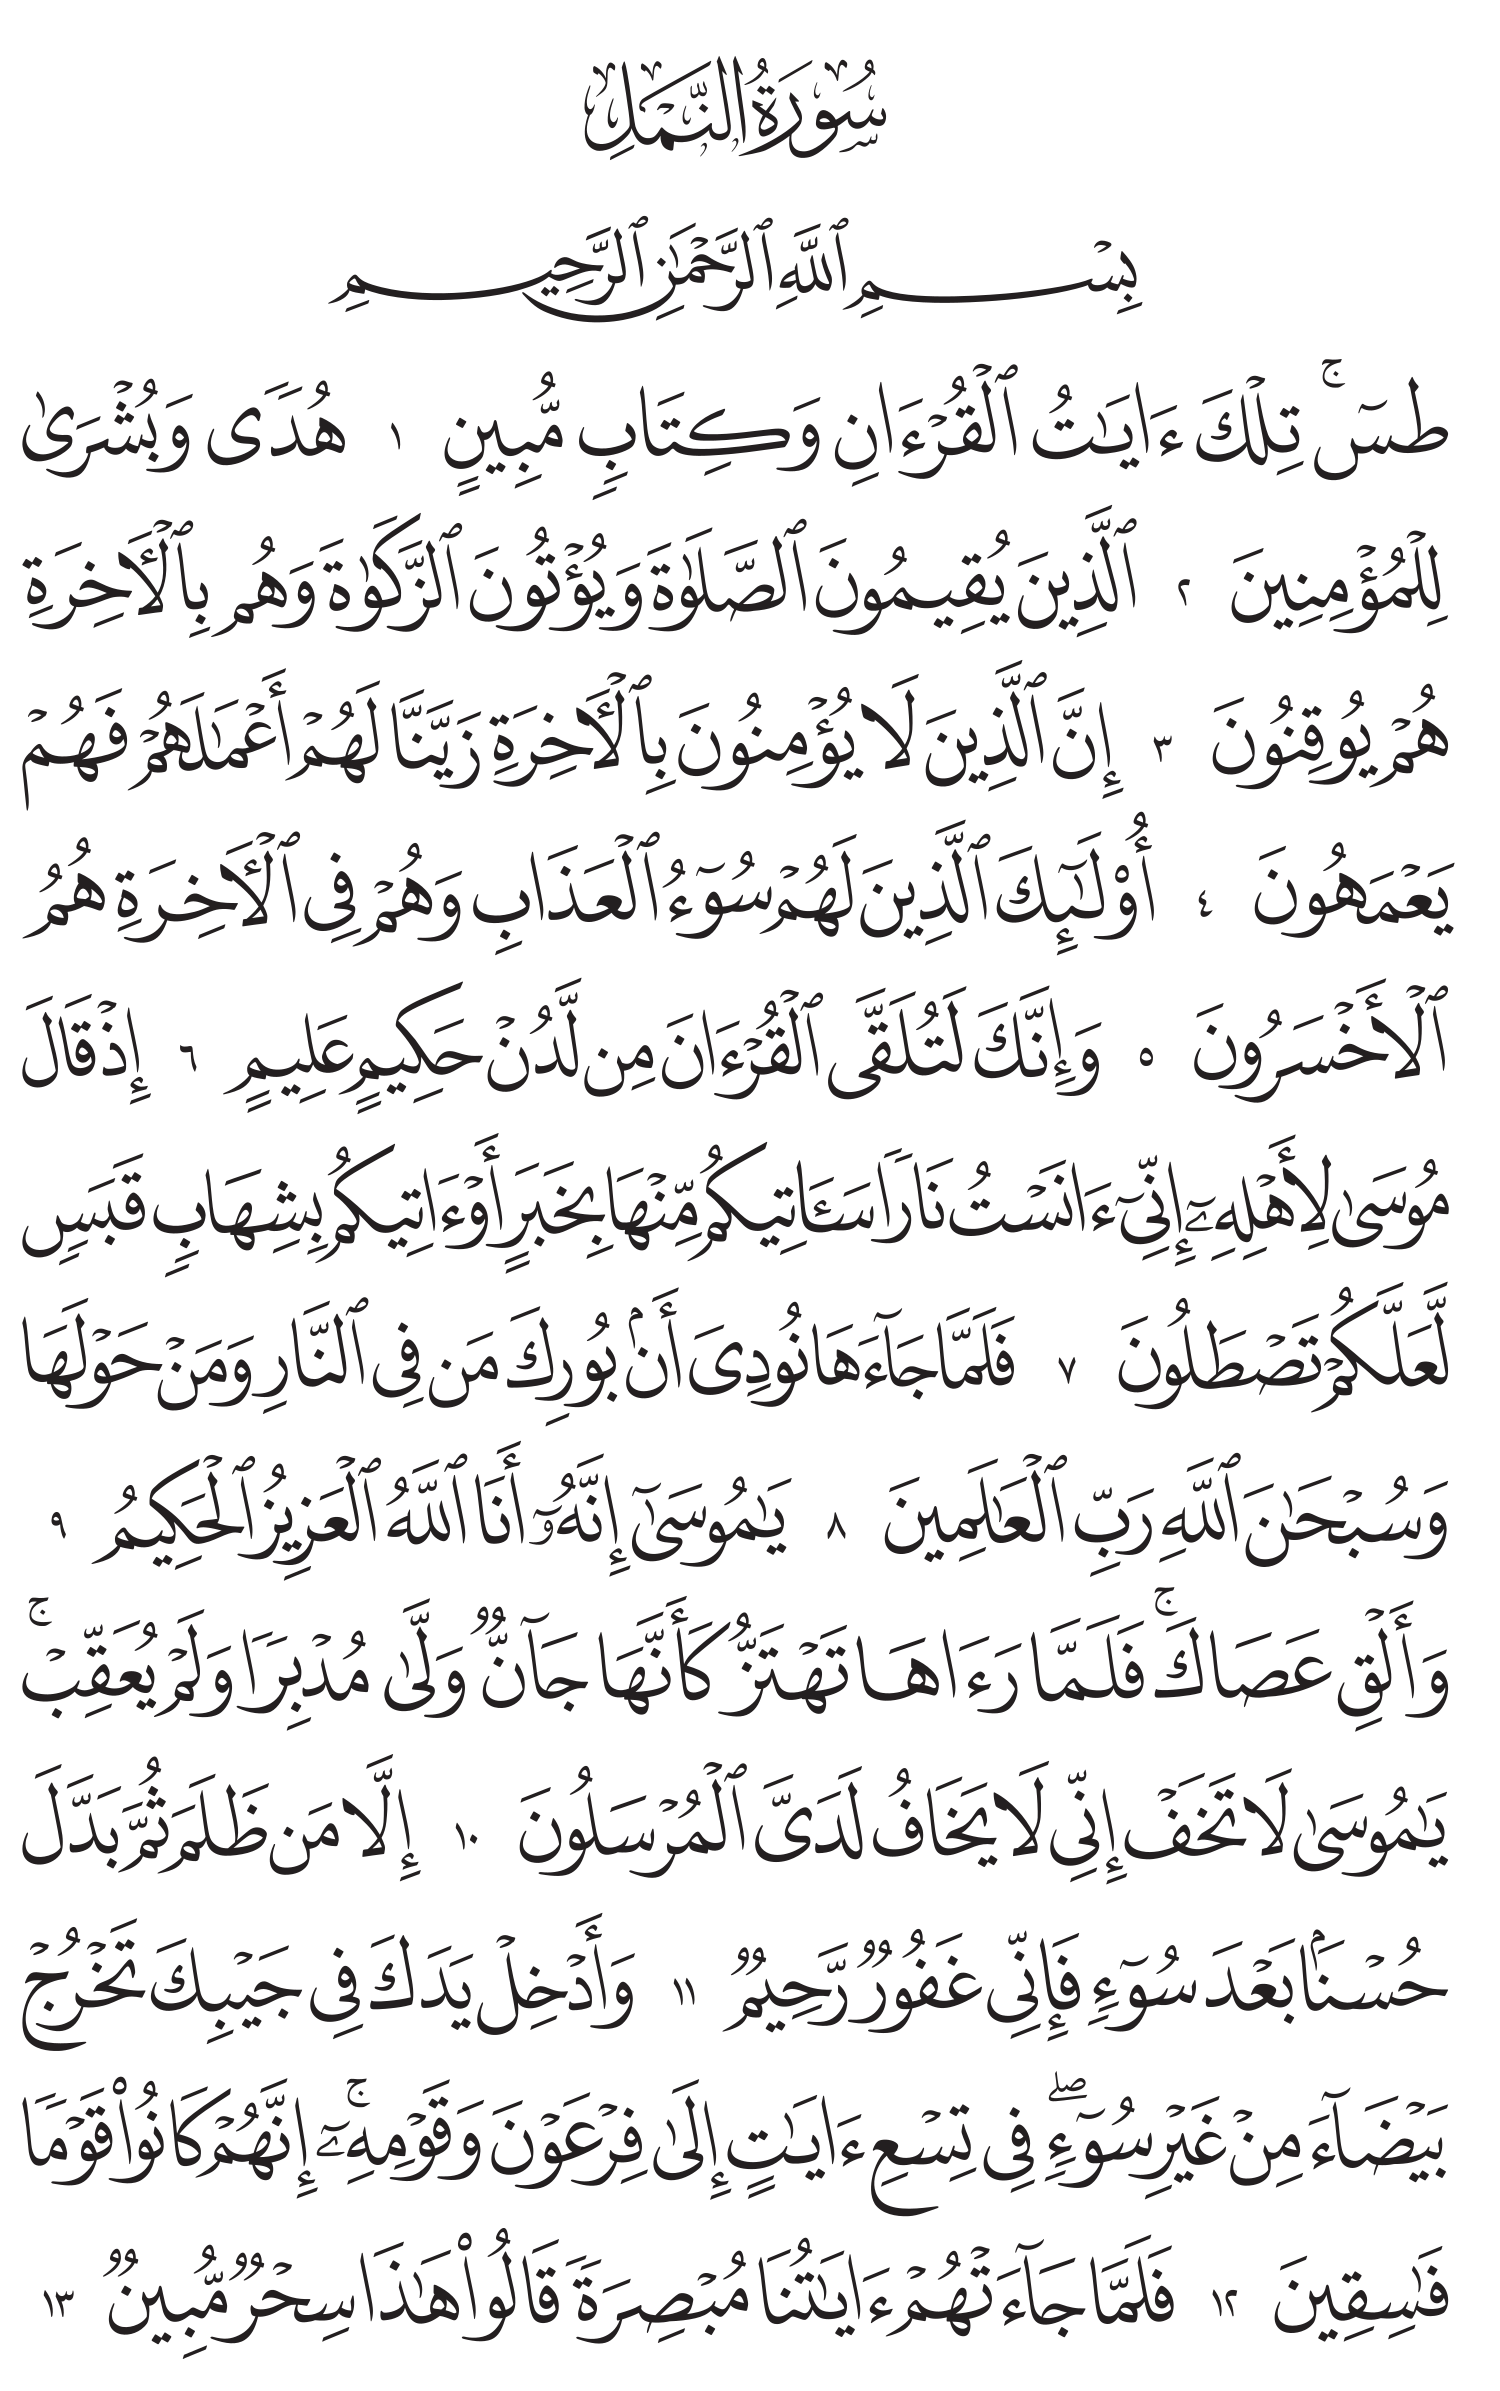 سُورَةُ النَّمْلِ
بِسْمِ ٱللَّهِ ٱلرَّحْمَٰنِ ٱلرَّحِيمِ
طسٓۚ تِلْكَ ءَايَٰتُ ٱلْقُرْءَانِ وَكِتَابٍ مُّبِينٍ ١ هُدًى وَبُشْرَىٰ
لِلْمُؤْمِنِينَ ٢ ٱلَّذِينَ يُقِيمُونَ ٱلصَّلَوٰةَ وَيُؤْتُونَ ٱلزَّكَوٰةَ وَهُم بِٱلْأَخِرَةِ
هُمْ يُوقِنُونَ ٣ إِنَّ ٱلَّذِينَ لَا يُؤْمِنُونَ بِٱلْأَخِرَةِ زَيَّنَّا لَهُمْ أَعْمَٰلَهُمْ فَهُمْ
يَعْمَهُونَ ٤ أُوْلَٰٓئِكَ ٱلَّذِينَ لَهُمْ سُوٓءُ ٱلْعَذَابِ وَهُمْ فِى ٱلْأَخِرَةِ هُمُ
ٱلْأَخْسَرُونَ ٥ وَإِنَّكَ لَتُلَقَّى ٱلْقُرْءَانَ مِن لَّدُنْ حَكِيمٍ عَلِيمٍ ٦ إِذْ قَالَ
مُوسَىٰ لِأَهْلِهِۦٓ إِنِّىٓ ءَانَسْتُ نَارًا سَـَٔاتِيكُم مِّنْهَا بِخَبَرٍ أَوْ ءَاتِيكُم بِشِهَابٍ قَبَسٍ
لَّعَلَّكُمْ تَصْطَلُونَ ٧ فَلَمَّا جَآءَهَا نُودِىَ أَنۢ بُورِكَ مَن فِى ٱلنَّارِ وَمَنْ حَوْلَهَا
وَسُبْحَٰنَ ٱللَّهِ رَبِّ ٱلْعَٰلَمِينَ ٨ يَٰمُوسَىٰٓ إِنَّهُۥٓ أَنَا ٱللَّهُ ٱلْعَزِيزُ ٱلْحَكِيمُ ٩
وَأَلْقِ عَصَاكَۚ فَلَمَّا رَءَاهَا تَهْتَزُّ كَأَنَّهَا جَآنٌّ وَلَّىٰ مُدْبِرًا وَلَمْ يُعَقِّبْۚ
يَٰمُوسَىٰ لَا تَخَفْ إِنِّى لَا يَخَافُ لَدَىَّ ٱلْمُرْسَلُونَ ١٠ إِلَّا مَن ظَلَمَ ثُمَّ بَدَّلَ
حُسْنًۢا بَعْدَ سُوٓءٍ فَإِنِّى غَفُورٌ رَّحِيمٌ ١١ وَأَدْخِلْ يَدَكَ فِى جَيْبِكَ تَخْرُجْ
بَيْضَآءَ مِنْ غَيْرِ سُوٓءٍۖ فِى تِسْعِ ءَايَٰتٍ إِلَىٰ فِرْعَوْنَ وَقَوْمِهِۦٓۚ إِنَّهُمْ كَانُوا۟ قَوْمًا
فَٰسِقِينَ ١٢ فَلَمَّا جَآءَتْهُمْ ءَايَٰتُنَا مُبْصِرَةً قَالُوا۟ هَٰذَا سِحْرٌ مُّبِينٌ ١٣